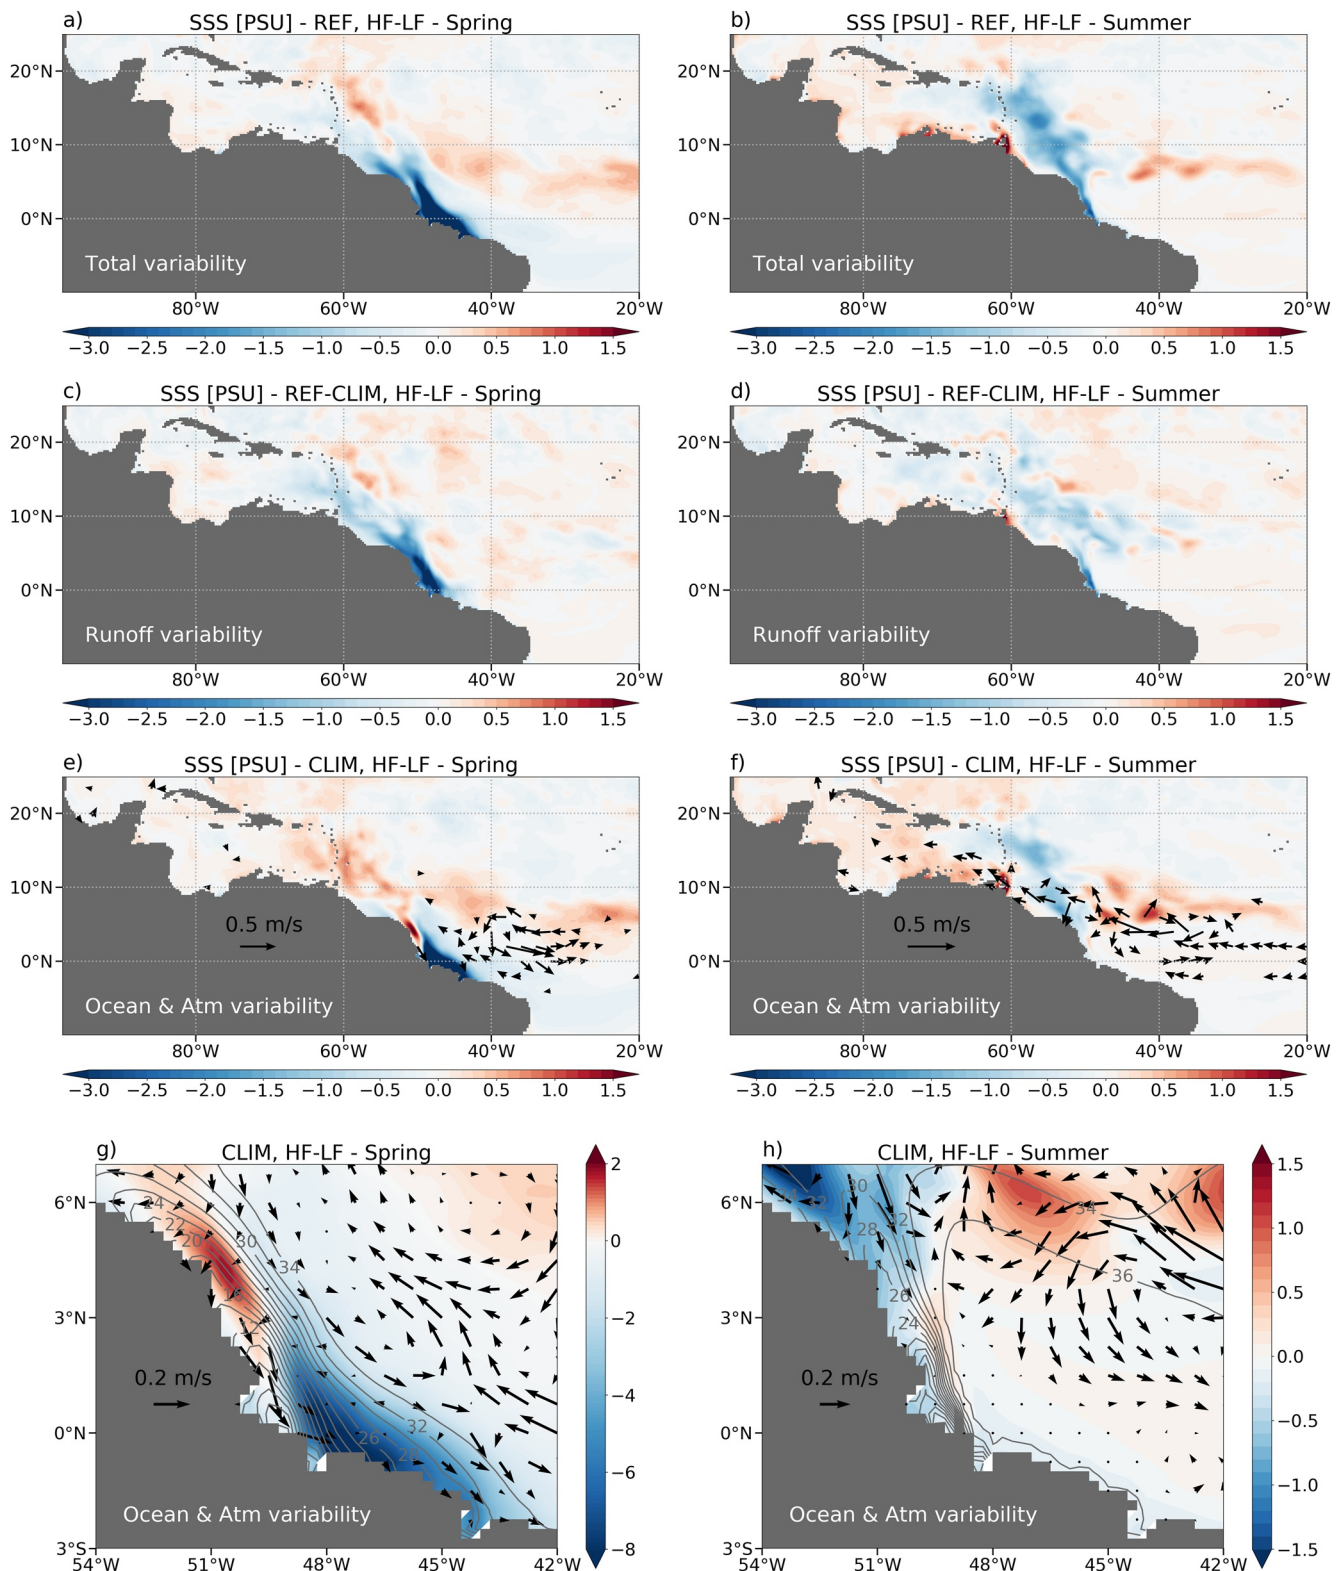 a) SSS [PSU] - REF, HF-LF - Spring
20°N
10°N
0°N
Total variability
80°W 60°W 40°W 20°W
−3.0 −2.5 −2.0 −1.5 −1.0 −0.5 0.0 0.5 1.0 1.5
b) SSS [PSU] - REF, HF-LF - Summer
20°N
10°N
0°N
Total variability
80°W 60°W 40°W 20°W
−3.0 −2.5 −2.0 −1.5 −1.0 −0.5 0.0 0.5 1.0 1.5
c) SSS [PSU] - REF-CLIM, HF-LF - Spring
20°N
10°N
0°N
Runoff variability
80°W 60°W 40°W 20°W
−3.0 −2.5 −2.0 −1.5 −1.0 −0.5 0.0 0.5 1.0 1.5
d) SSS [PSU] - REF-CLIM, HF-LF - Summer
20°N
10°N
0°N
Runoff variability
80°W 60°W 40°W 20°W
−3.0 −2.5 −2.0 −1.5 −1.0 −0.5 0.0 0.5 1.0 1.5
e) SSS [PSU] - CLIM, HF-LF - Spring
20°N
10°N
0.5 m/s
0°N
Ocean & Atm variability
80°W 60°W 40°W 20°W
−3.0 −2.5 −2.0 −1.5 −1.0 −0.5 0.0 0.5 1.0 1.5
f) SSS [PSU] - CLIM, HF-LF - Summer
20°N
10°N
0.5 m/s
0°N
Ocean & Atm variability
80°W 60°W 40°W 20°W
−3.0 −2.5 −2.0 −1.5 −1.0 −0.5 0.0 0.5 1.0 1.5
g) CLIM, HF-LF - Spring
6°N
24
22
20
30
34
3°N
12
0.2 m/s
32
0°N
26
28
Ocean & Atm variability
3°S
54°W 51°W 48°W 45°W 42°W
2
0
−2
−4
−6
−8
h) CLIM, HF-LF - Summer
6°N
30
32
34
32
28
36
26
3°N
24
0.2 m/s
0°N
Ocean & Atm variability
3°S
54°W 51°W 48°W 45°W 42°W
1.5
1.0
0.5
0.0
−0.5
−1.0
−1.5